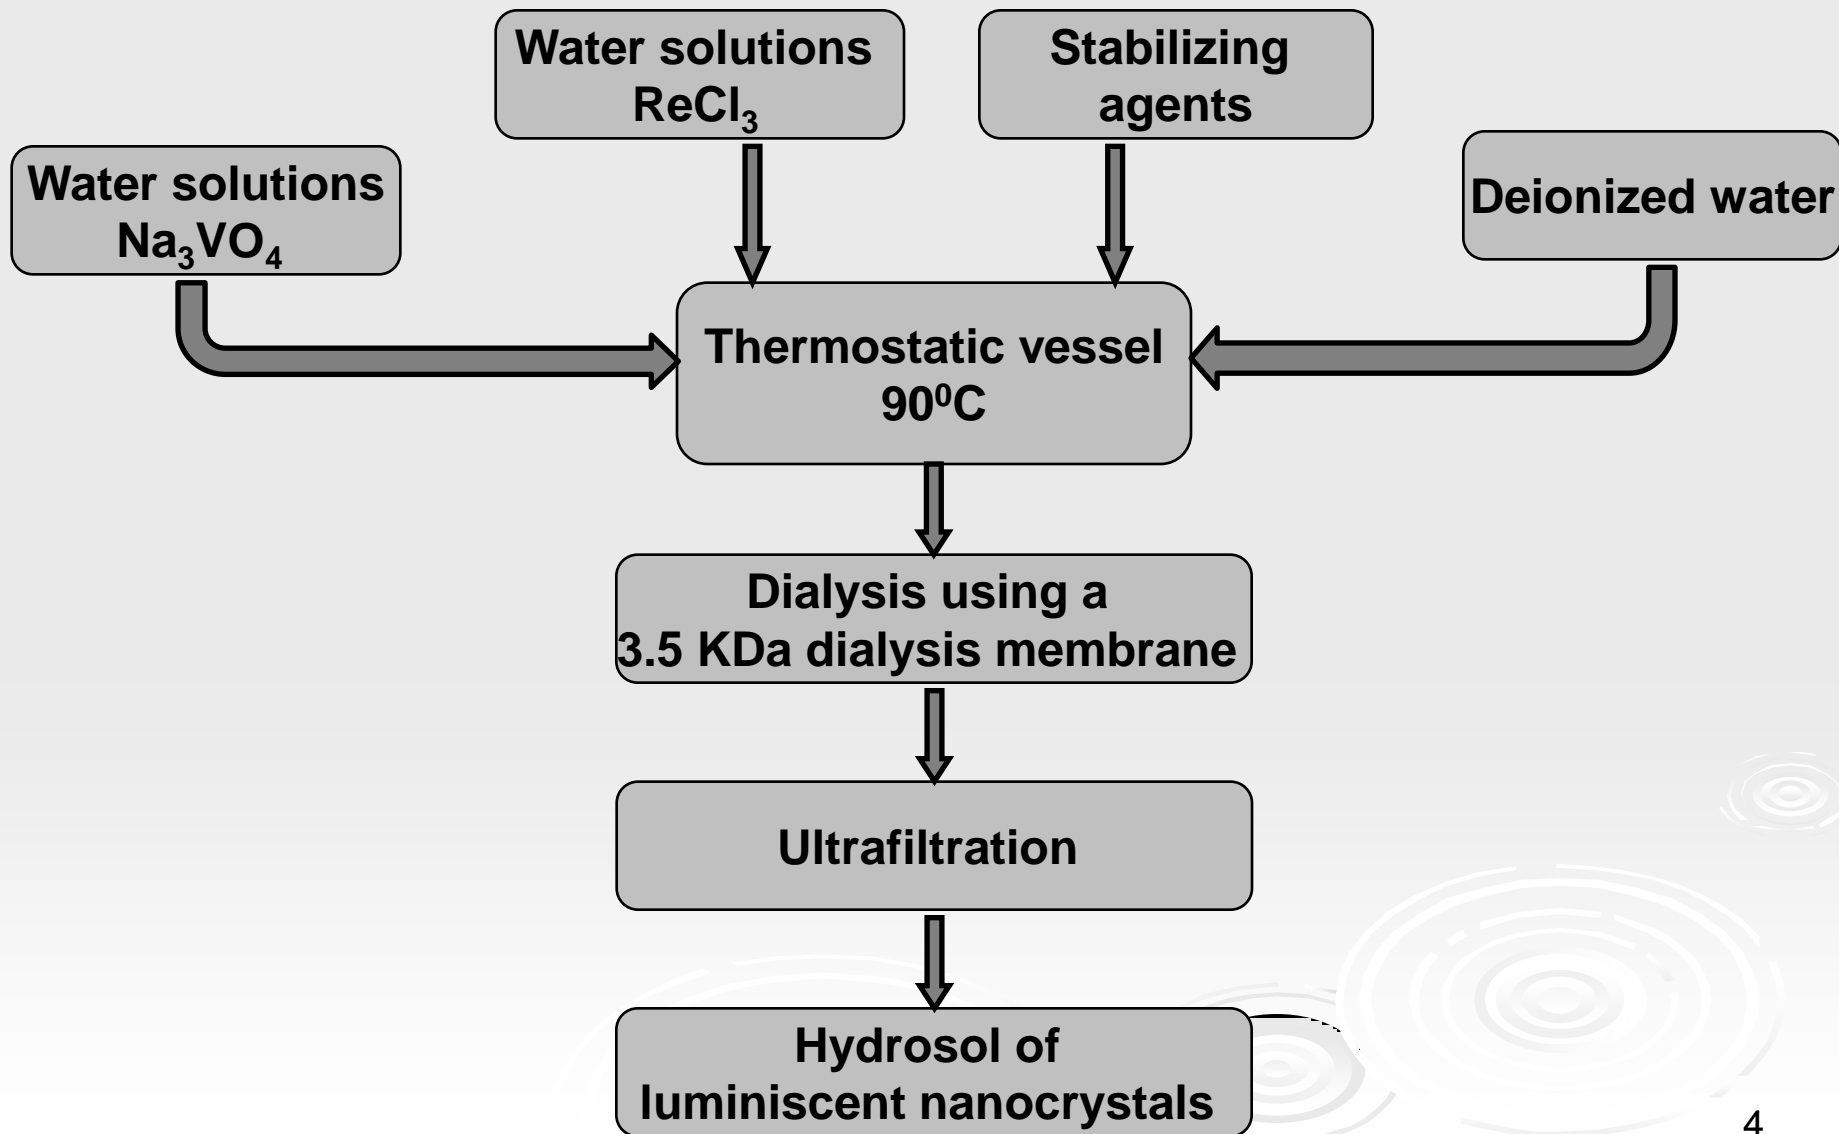 Water solutions
ReCl₃
Stabilizing
agents
Water solutions
Na₃VO₄
Deionized water
Thermostatic vessel
90⁰C
Dialysis using a
3.5 KDa dialysis membrane
Ultrafiltration
Hydrosol of
luminiscent nanocrystals
4